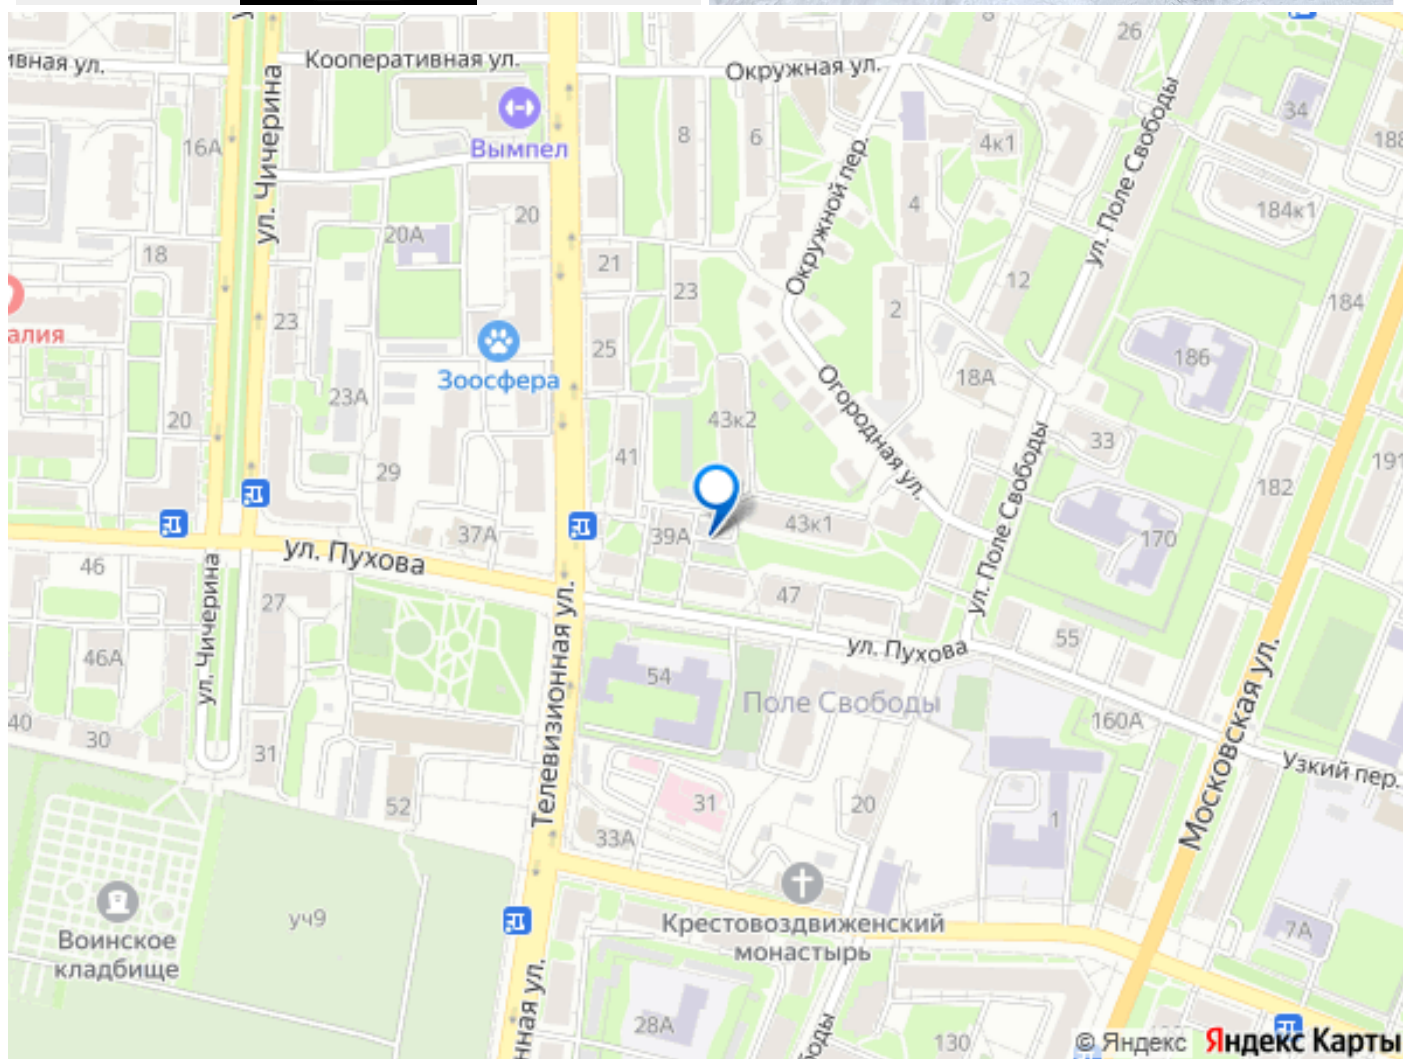 ивная ул.
Кооперативная ул.
Окружная ул.
26
ул. Чичерина
16А
Вымпел
8
6
4к1
34
188
ул. Поле Свободы
Окружной пер.
20
4
184к1
20А
18
21
12
23
23
2
184
алия
25
186
Зоосфера
18А
23А
Огородная ул.
20
43к2
33
29
41
ул. Поле Свободы
182
191
37А
39А
43к1
170
46
ул. Пухова
27
47
ул. Чичерина
Телевизионная ул.
ул. Пухова
55
46А
54
Поле Свободы
160А
Московская ул.
40
30
31
Узкий пер.
52
31
20
1
33А
уч9
Крестовоздвиженский
монастырь
7А
Воинское
кладбище
28А
130
нная ул.
боды
© Яндекс Яндекс Карты